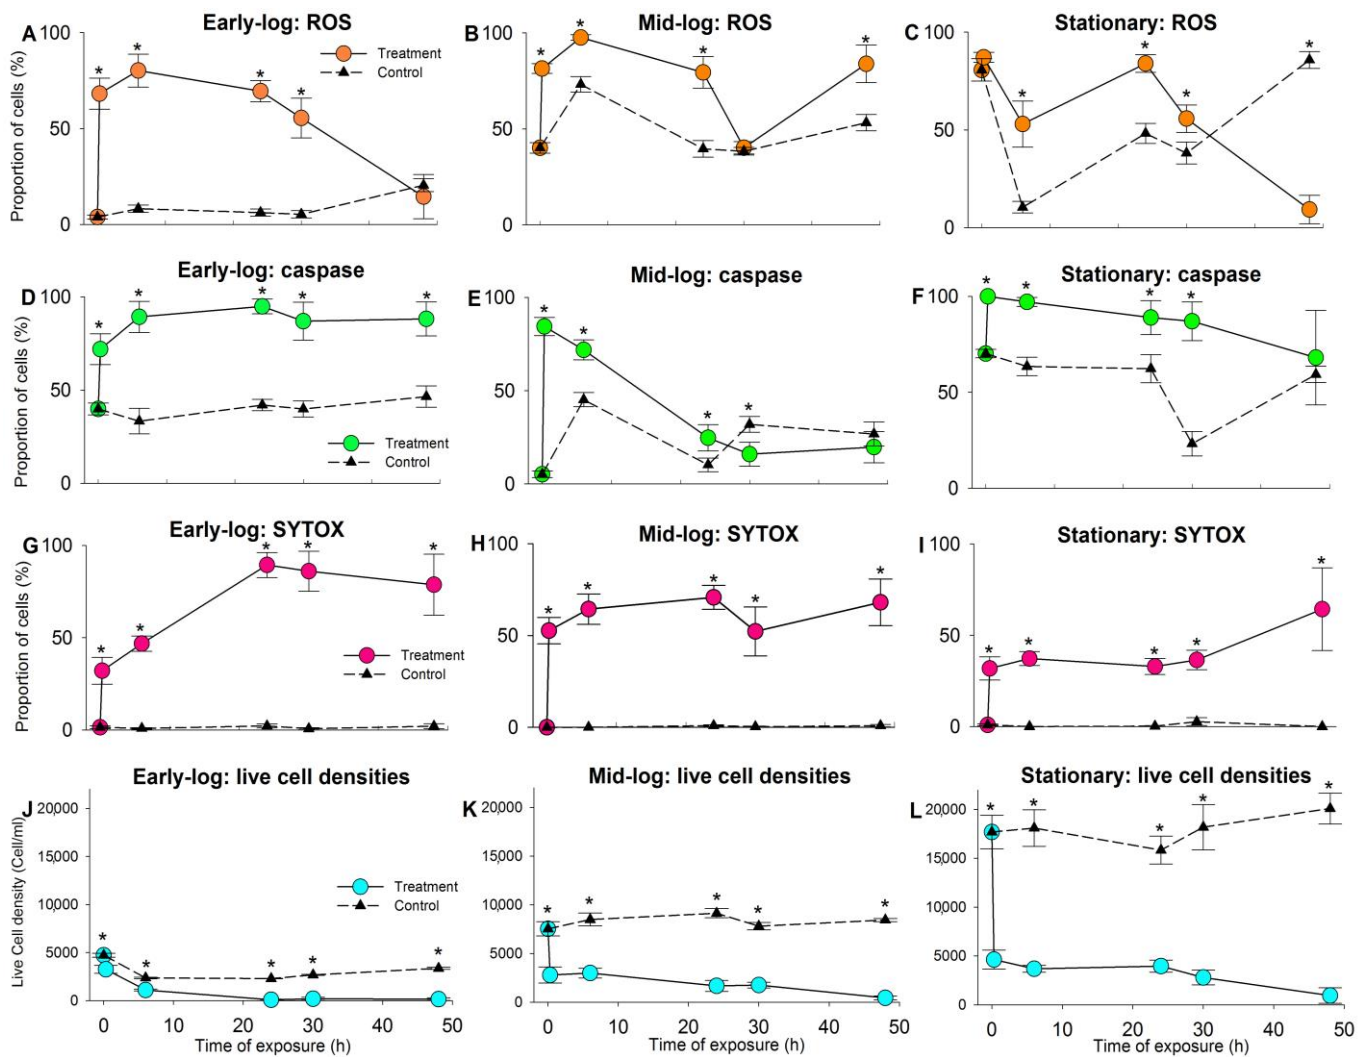 A Early-log: ROS
B Mid-log: ROS
C Stationary: ROS
Proportion of cells (%)
100
50
0
Treatment
Control
* * * *
100
50
0
* * * *
100
50
0
* * * *
D Early-log: caspase
E Mid-log: caspase
F Stationary: caspase
Proportion of cells (%)
100
50
0
Treatment
Control
* * * * *
100
50
0
* * * *
100
50
0
* * * *
G Early-log: SYTOX
H Mid-log: SYTOX
I Stationary: SYTOX
Proportion of cells (%)
100
50
0
Treatment
Control
* * * * *
100
50
0
* * * * *
100
50
0
* * * * *
J Early-log: live cell densities
K Mid-log: live cell densities
L Stationary: live cell densities
Live Cell density (Cell/ml)
20000
15000
10000
5000
0
Treatment
Control
* * * * *
0 10 20 30 40 50
Time of exposure (h)
20000
15000
10000
5000
0
* * * * *
0 10 20 30 40 50
Time of exposure (h)
20000
15000
10000
5000
0
* * * * *
0 10 20 30 40 50
Time of exposure (h)